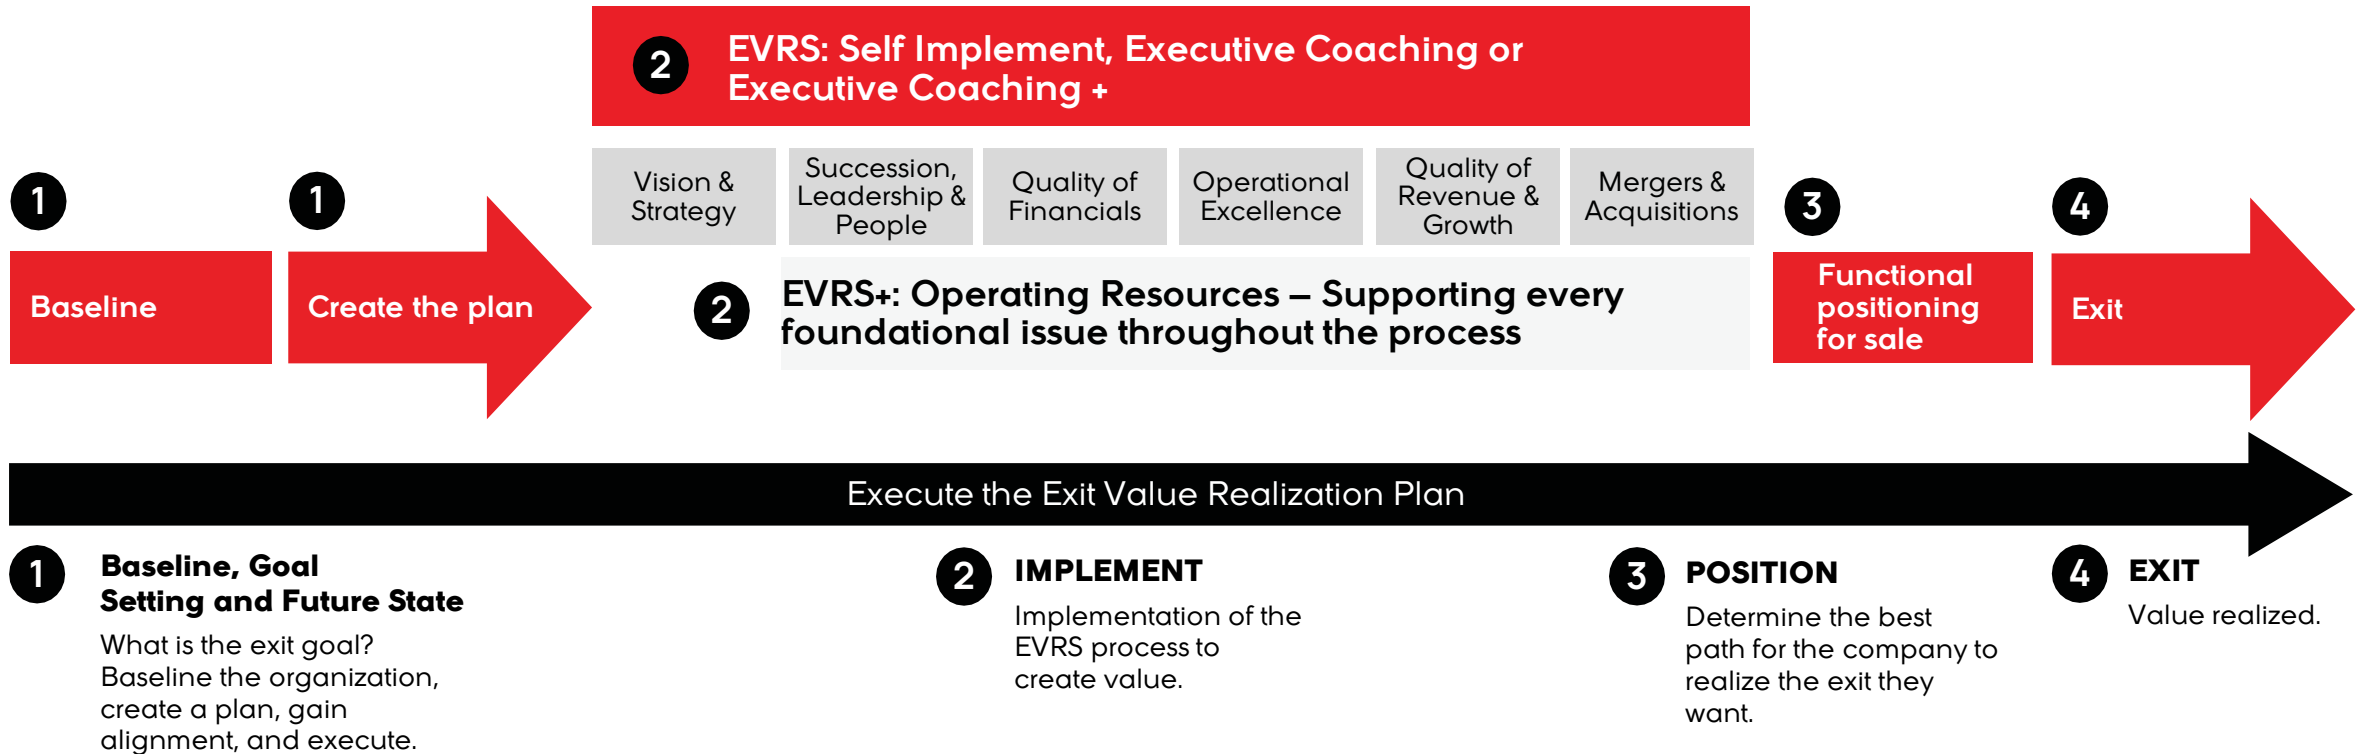 2
EVRS: Self Implement, Executive Coaching or
Executive Coaching +
1
Baseline
1
Create the plan
Vision &
Strategy
Succession,
Leadership &
People
Quality of
Financials
Operational
Excellence
Quality of
Revenue &
Growth
Mergers &
Acquisitions
2
EVRS+: Operating Resources – Supporting every
foundational issue throughout the process
3
Functional
positioning
for sale
4
Exit
Execute the Exit Value Realization Plan
1
Baseline, Goal
Setting and Future State
What is the exit goal?
Baseline the organization,
create a plan, gain
alignment, and execute.
2
IMPLEMENT
Implementation of the
EVRS process to
create value.
3
POSITION
Determine the best
path for the company to
realize the exit they
want.
4
EXIT
Value realized.